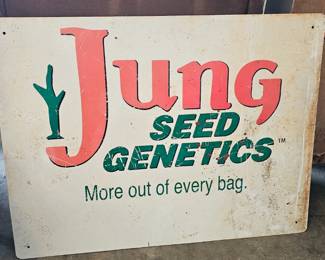 Jung
SEED
GENETICS™
More out of every bag.